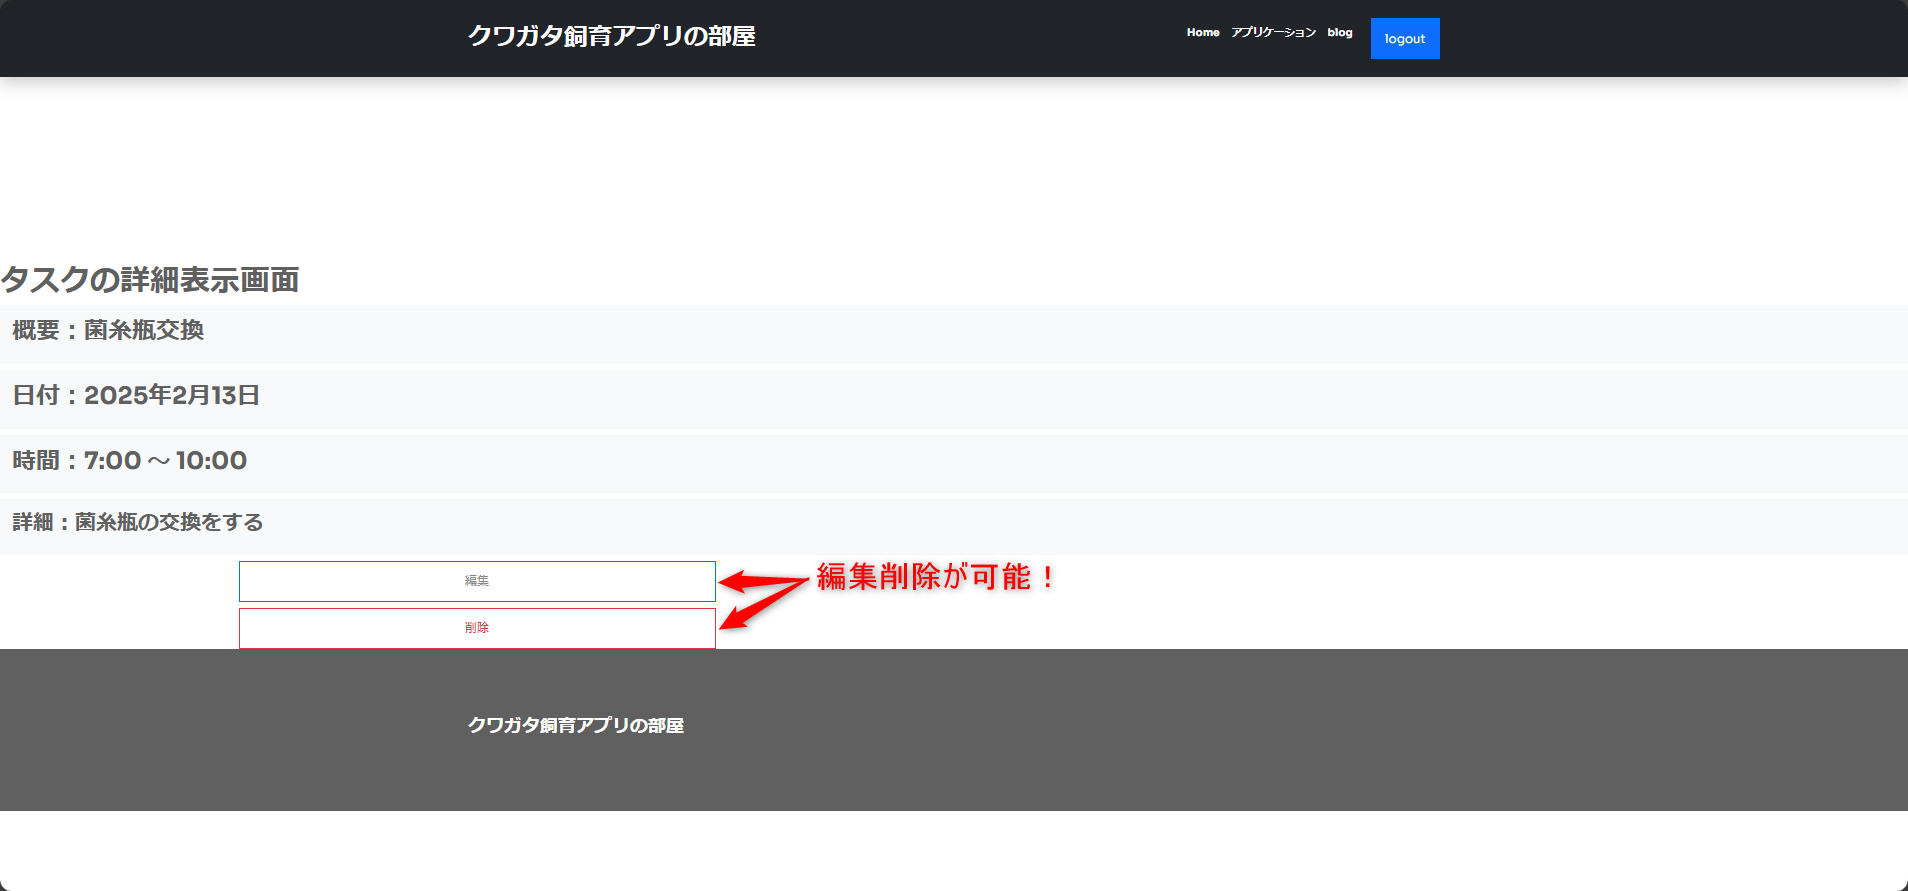 クワガタ飼育アプリの部屋
Home アプリケーション blog logout
タスクの詳細表示画面
概要：菌糸瓶交換
日付：2025年2月13日
時間：7:00 ～ 10:00
詳細：菌糸瓶の交換をする
編集
編集削除が可能！
削除
クワガタ飼育アプリの部屋